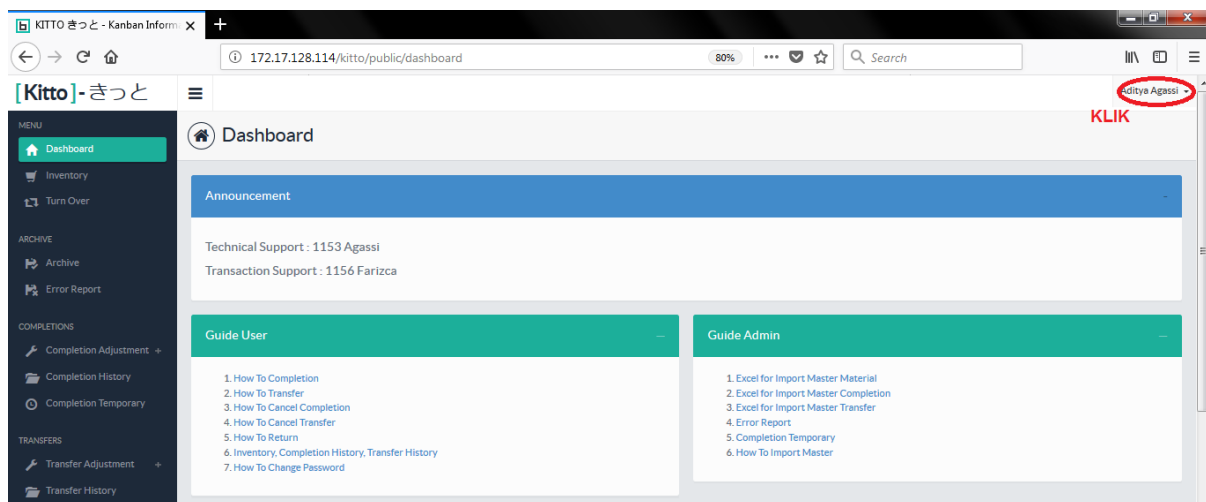 KITTO きっと - Kanban Inform
172.17.128.114/kitto/public/dashboard
80%
Search
[Kitto]-きっと
Aditya Agassi
KLIK
MENU
Dashboard
Inventory
Turn Over
ARCHIVE
Archive
Error Report
COMPLETIONS
Completion Adjustment +
Completion History
Completion Temporary
TRANSFERS
Transfer Adjustment +
Transfer History
Dashboard
Announcement
Technical Support : 1153 Agassi
Transaction Support : 1156 Farizca
Guide User
1. How To Completion
2. How To Transfer
3. How To Cancel Completion
4. How To Cancel Transfer
5. How To Return
6. Inventory, Completion History, Transfer History
7. How To Change Password
Guide Admin
1. Excel for Import Master Material
2. Excel for Import Master Completion
3. Excel for Import Master Transfer
4. Error Report
5. Completion Temporary
6. How To Import Master